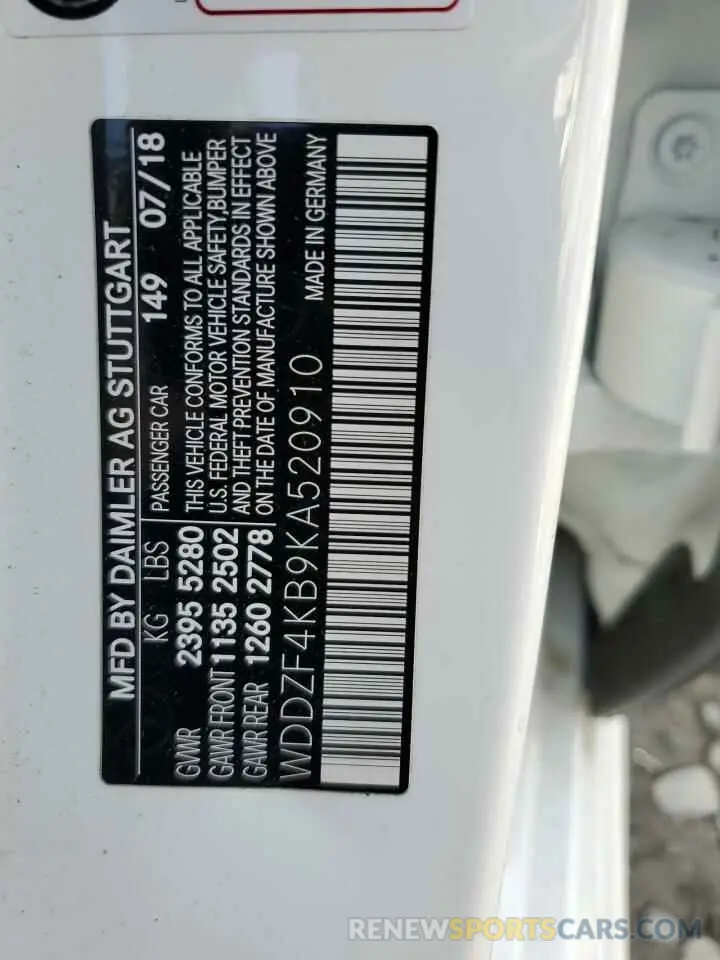 MFD BY DAIMLER AG STUTTGART
KG LBS PASSENGER CAR 149 07/18
GVWR 2395 5280 THIS VEHICLE CONFORMS TO ALL APPLICABLE
GAWR FRONT 1135 2502 U.S. FEDERAL MOTOR VEHICLE SAFETY,BUMPER
GAWR REAR 1260 2778 AND THEFT PREVENTION STANDARDS IN EFFECT
ON THE DATE OF MANUFACTURE SHOWN ABOVE
WDDZF4KB9KA520910 MADE IN GERMANY
RENEWSPORTSCARS.COM